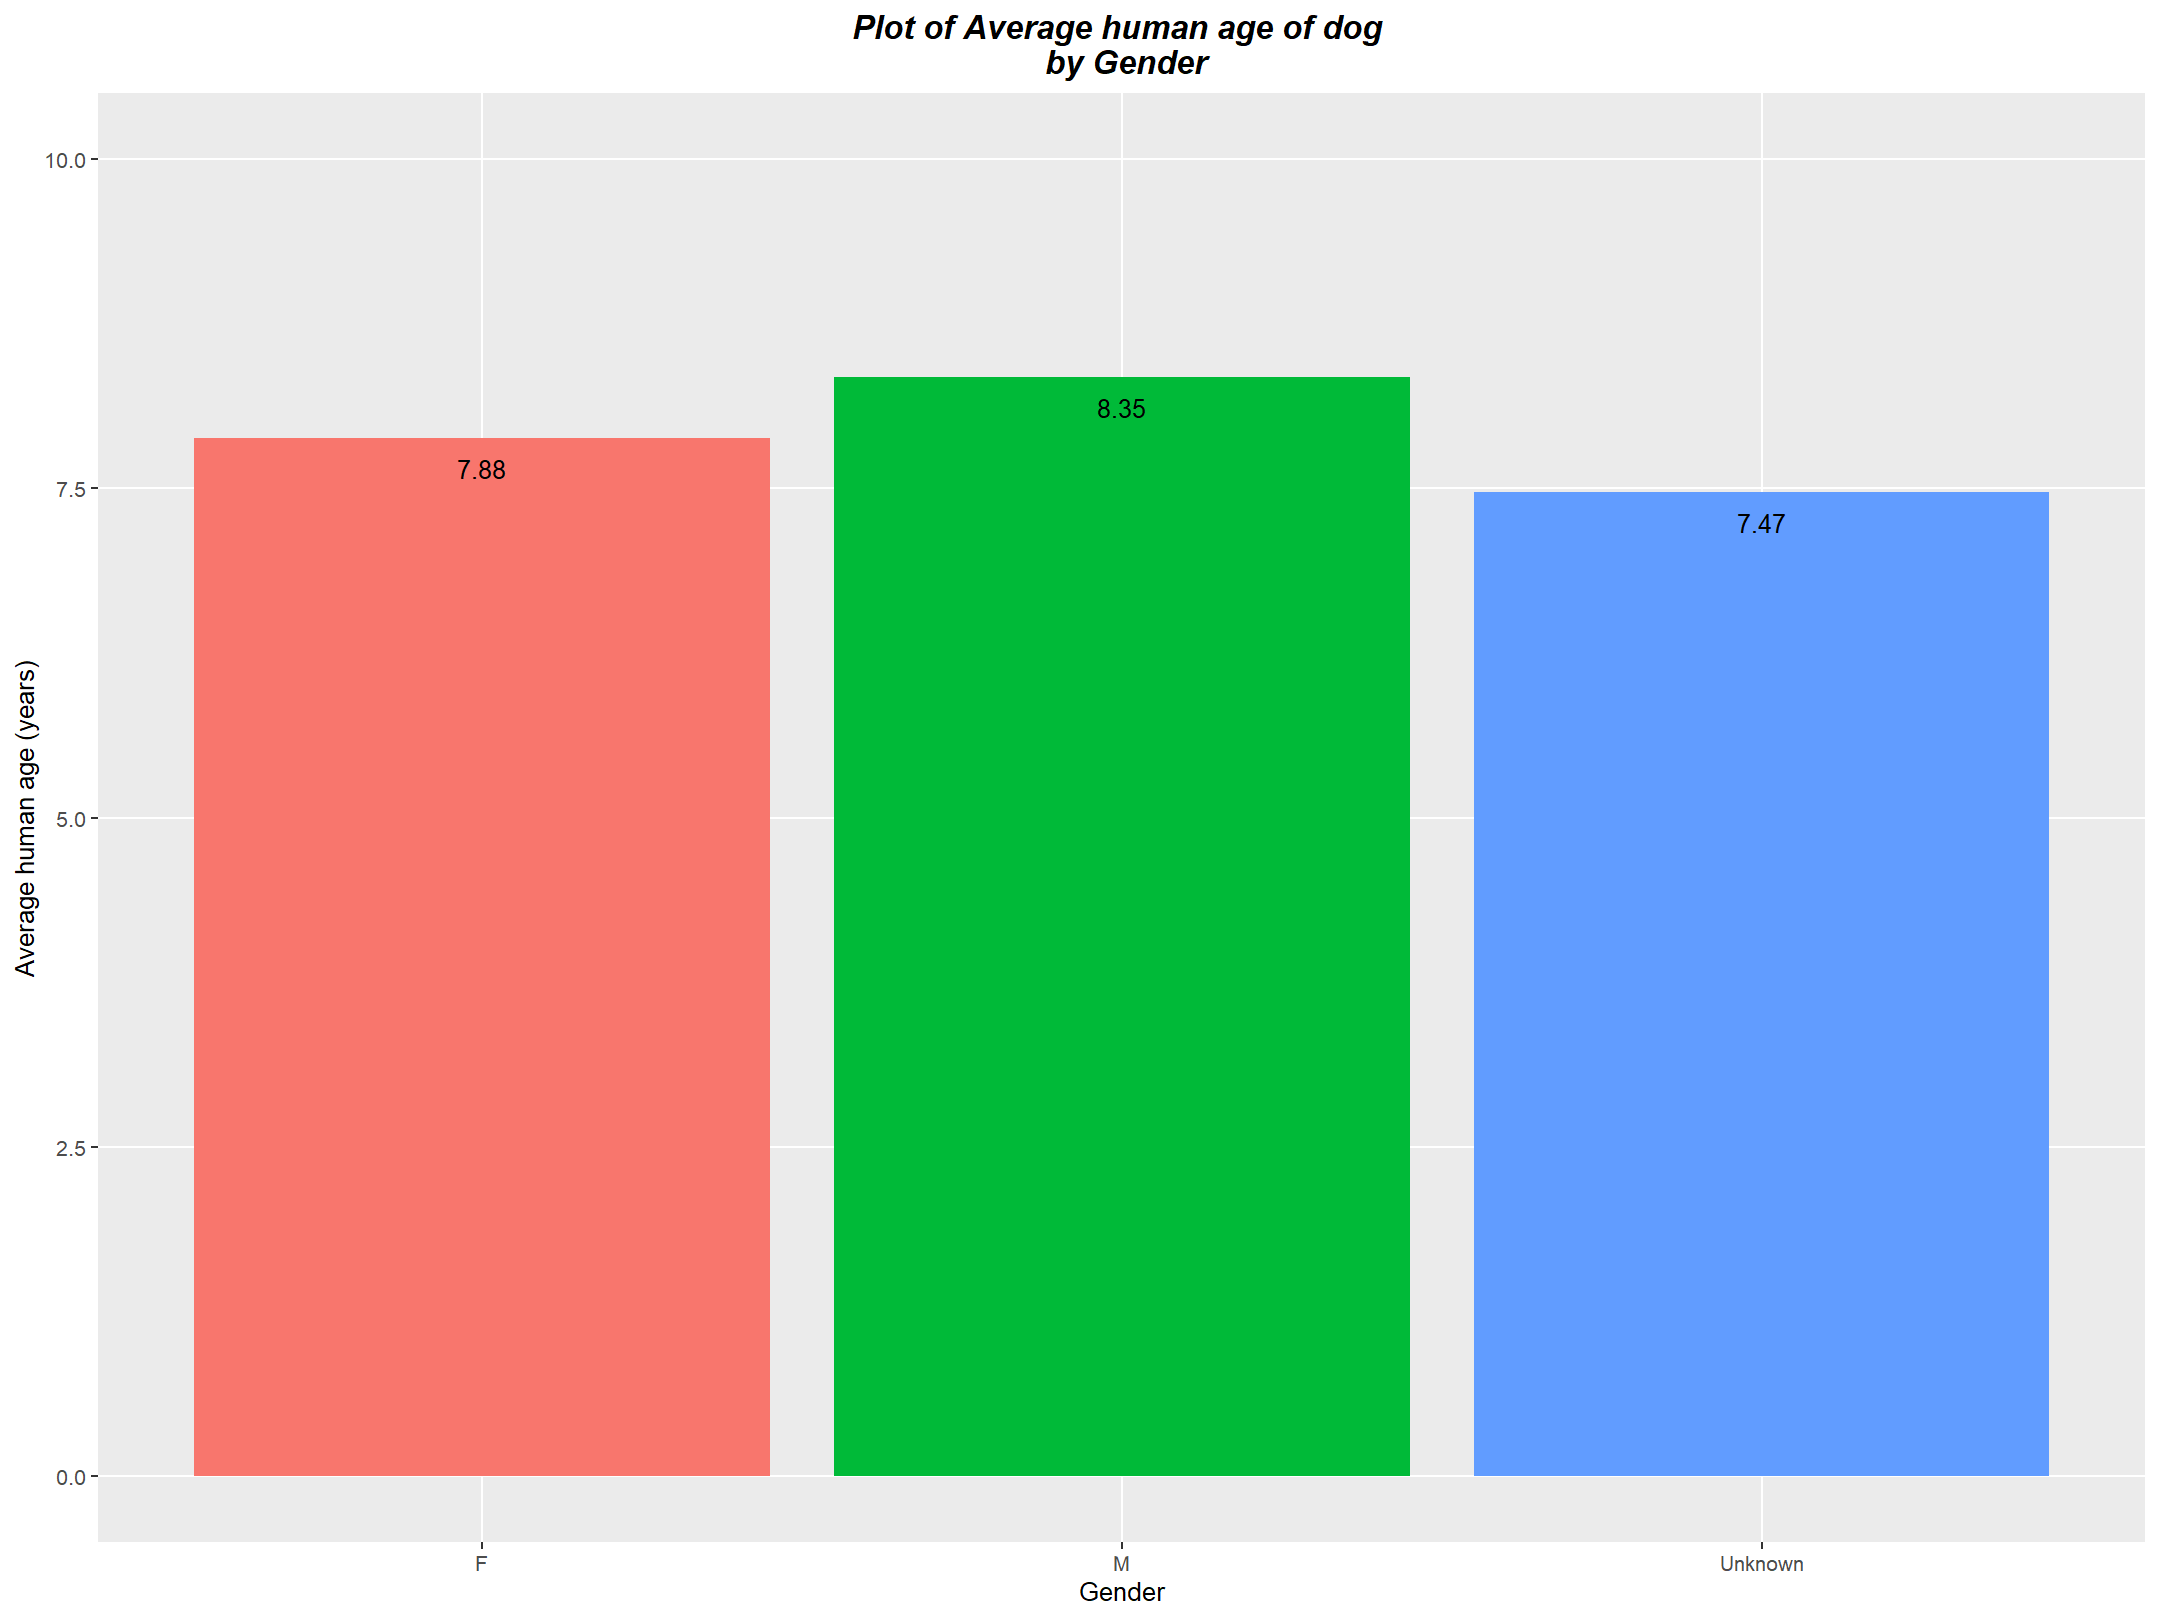 Plot of Average human age of dog
by Gender
10.0
7.5
5.0
2.5
0.0
Average human age (years)
7.88
8.35
7.47
F
M
Unknown
Gender